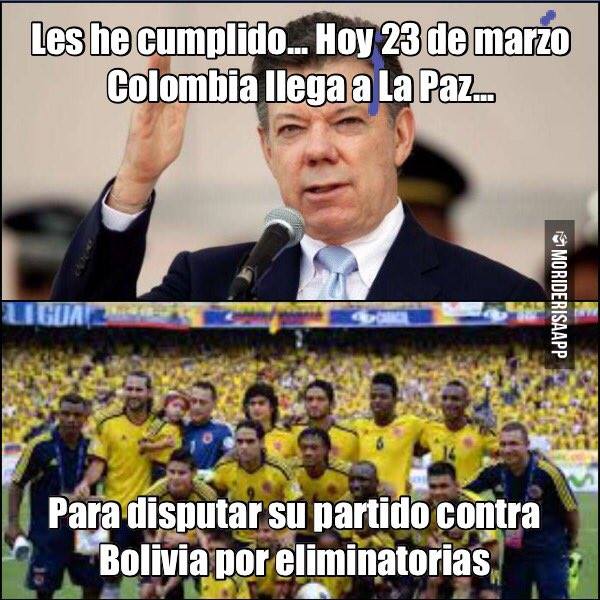 Les he cumplido... Hoy 23 de marzo
Colombia llega a La Paz...
MORIDERISAAPP
Para disputar su partido contra
Bolivia por eliminatorias